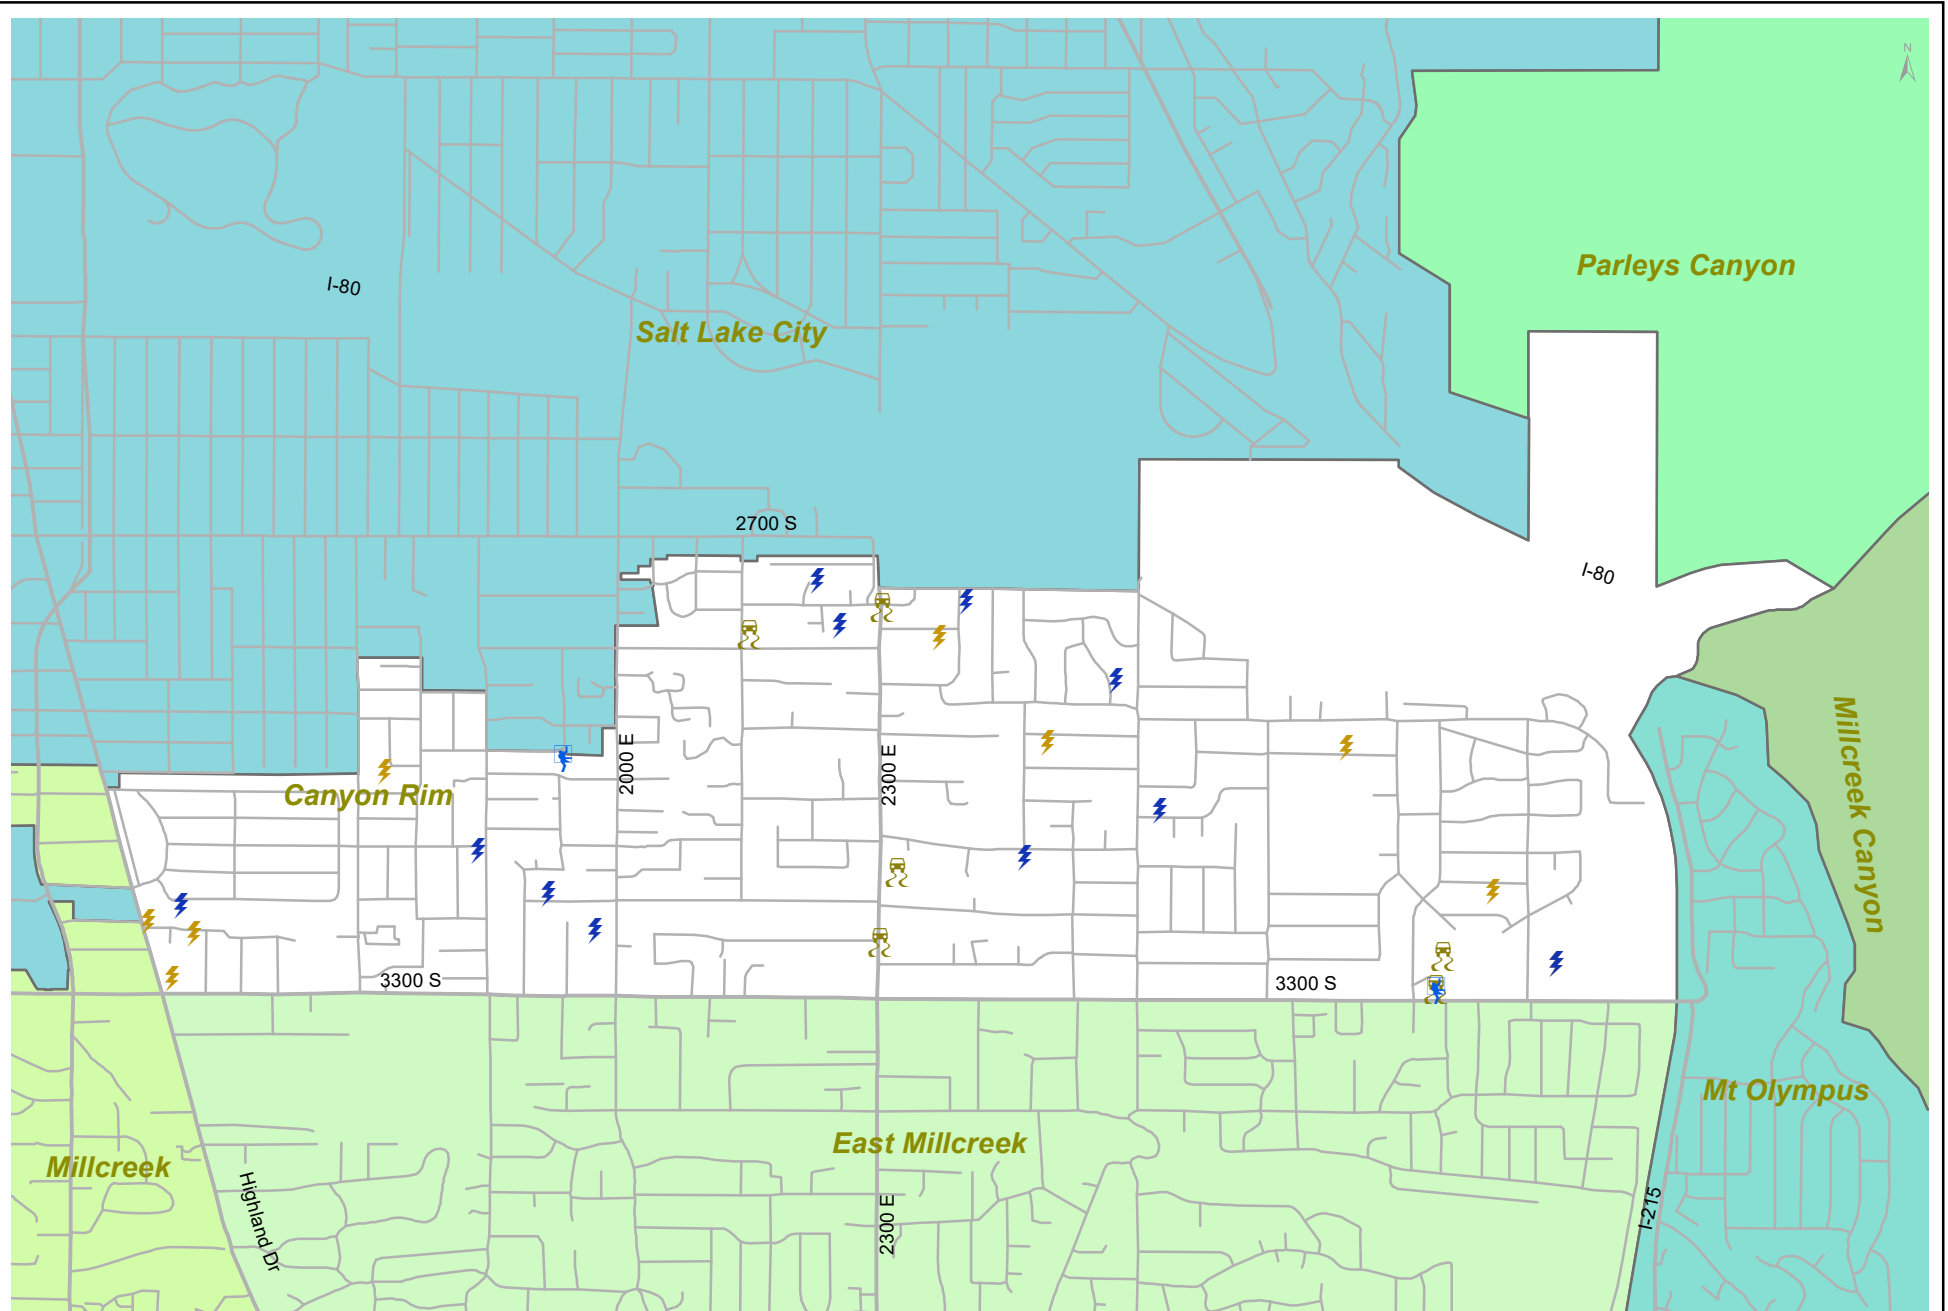 N
Parleys Canyon
I-80
Salt Lake City
2700 S
I-80
Millcreek Canyon
2000 E
2300 E
Canyon Rim
3300 S
3300 S
Mt Olympus
East Millcreek
Millcreek
Highland Dr
2300 E
I-215